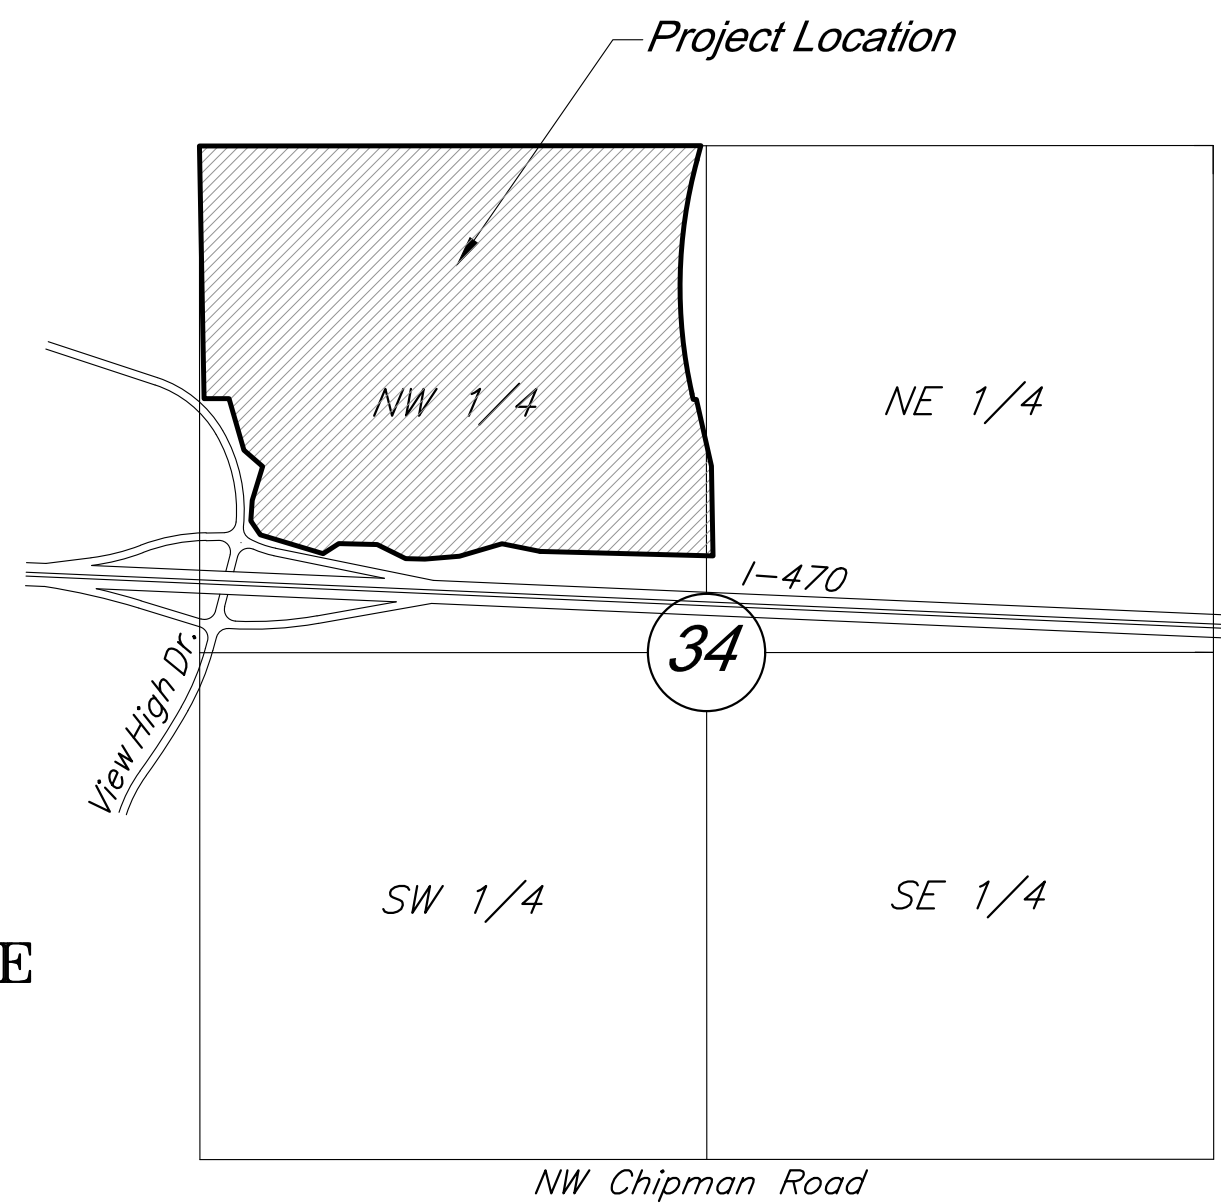 Project Location
NW 1/4
NE 1/4
I-470
34
View High Dr.
SW 1/4
SE 1/4
E
NW Chipman Road